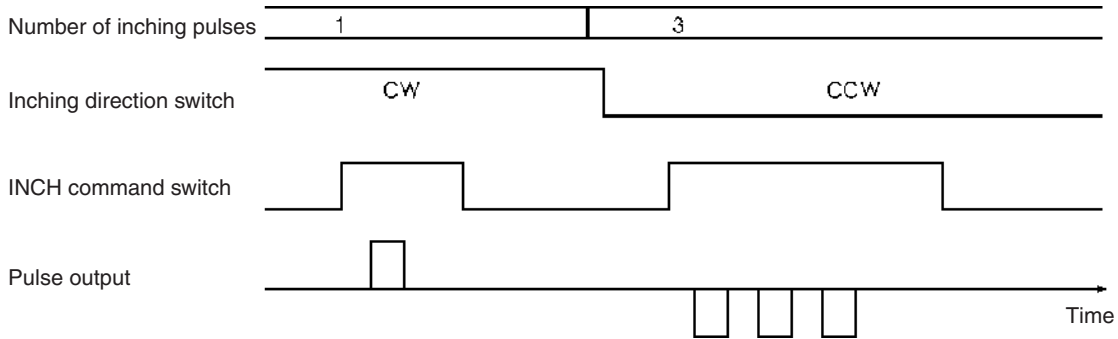 Number of inching pulses 1 3
Inching direction switch CW CCW
INCH command switch
Pulse output
Time